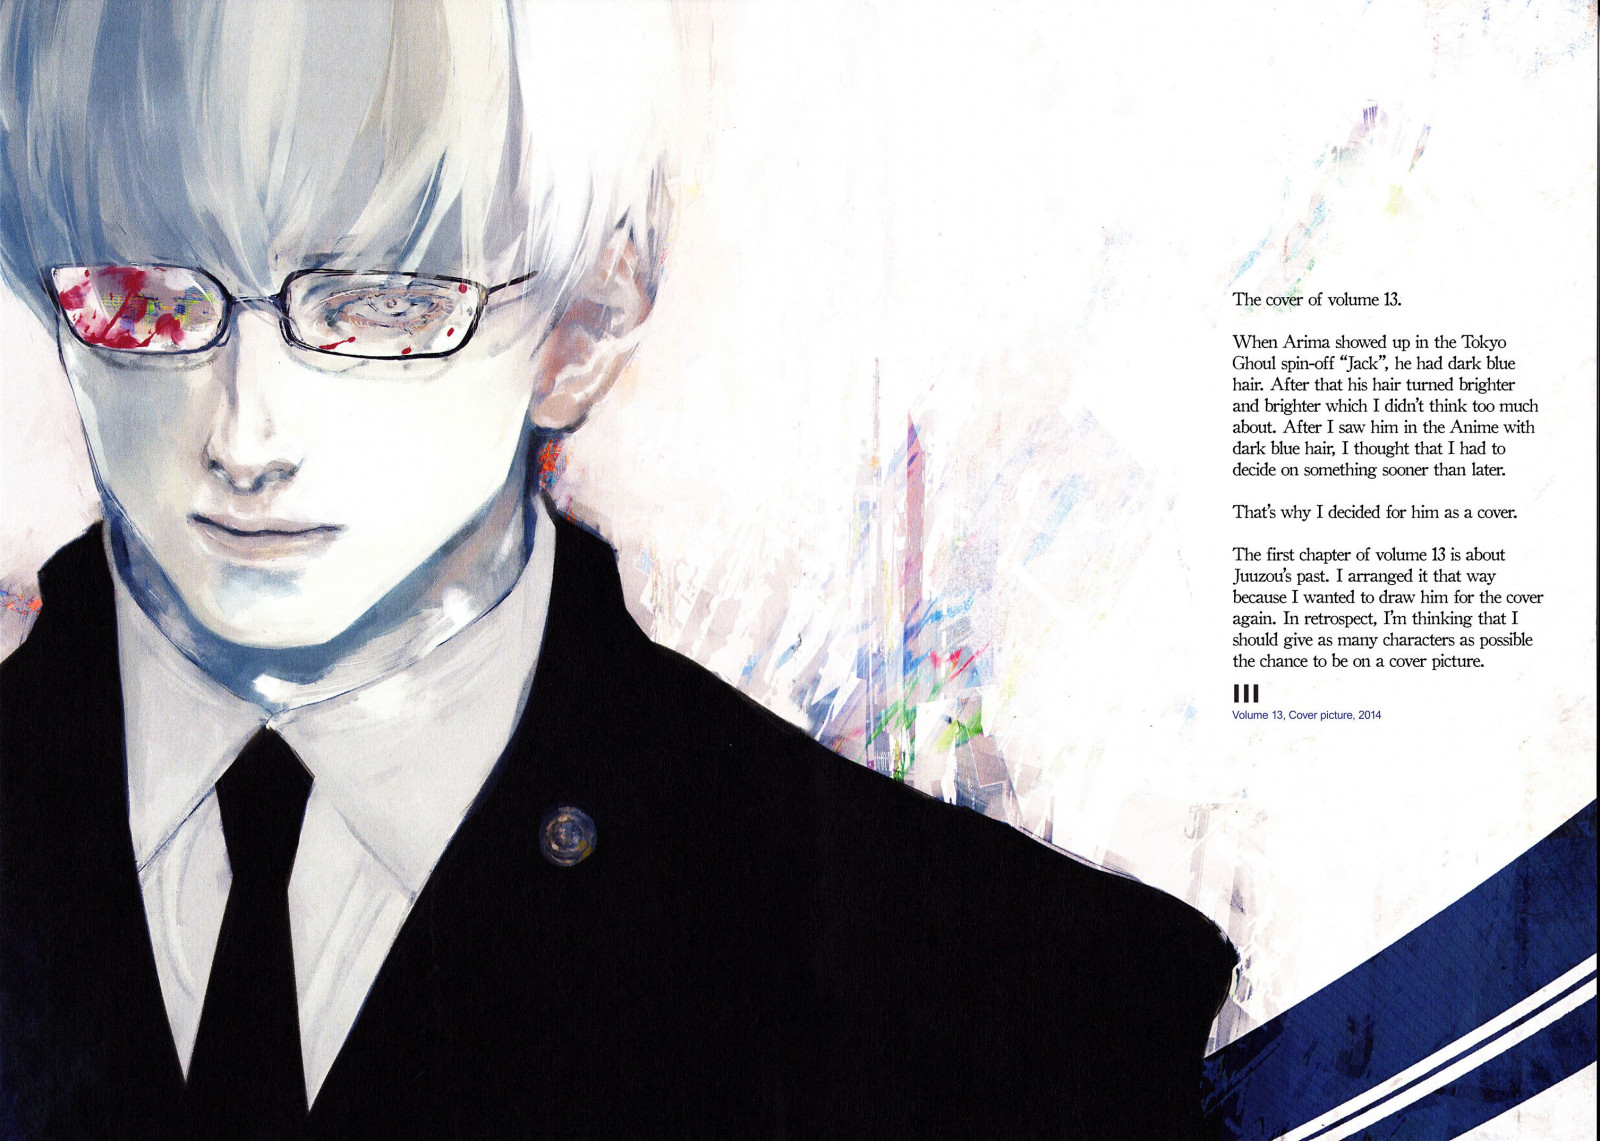 The cover of volume 13.
When Arima showed up in the Tokyo
Ghoul spin-off “Jack”, he had dark blue
hair. After that his hair turned brighter
and brighter which I didn’t think too much
about. After I saw him in the Anime with
dark blue hair, I thought that I had to
decide on something sooner than later.
That’s why I decided for him as a cover.
The first chapter of volume 13 is about
Juuzou’s past. I arranged it that way
because I wanted to draw him for the cover
again. In retrospect, I’m thinking that I
should give as many characters as possible
the chance to be on a cover picture.
Volume 13, Cover picture, 2014